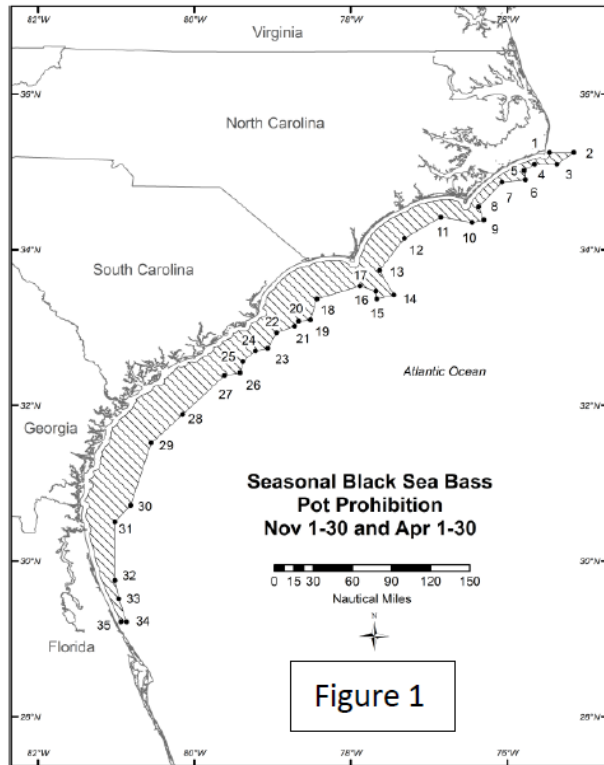 82°W 80°W 78°W 76°W
Virginia
36°N 36°N
North Carolina
1 2
5 4 3
7 6
8
11 10 9
34°N 34°N
12
South Carolina
17 13
18 16 15 14
20
22 21 19
24
25 23
26
27
Atlantic Ocean
32°N 32°N
28
Georgia
29
Seasonal Black Sea Bass
Pot Prohibition
Nov 1-30 and Apr 1-30
30
31
30°N 30°N
32
0 15 30 60 90 120 150
Nautical Miles
33
N
35 34
Florida
Figure 1
28°N 28°N
82°W 80°W 78°W 76°W